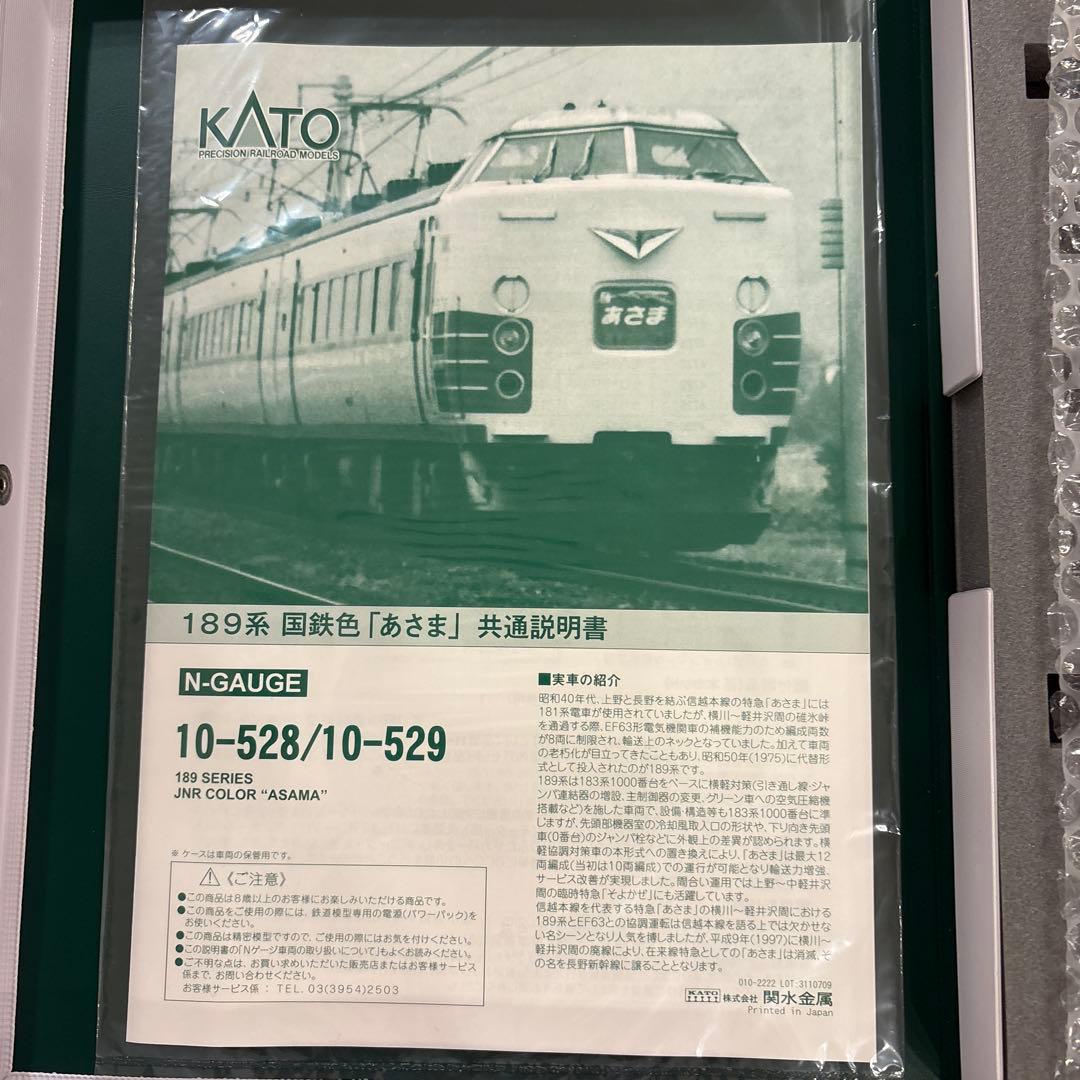 KATO
PRECISION RAILROAD MODELS
あさま
189系 国鉄色「あさま」 共通説明書
N-GAUGE
10-528/10-529
189 SERIES
JNR COLOR “ASAMA”
※ ケースは車両の保管用です。
⚠《ご注意》
●この商品は8歳以上のお客様にお楽しみいただける商品です。
●この商品をご使用の際には、鉄道模型専用の電源(パワーパック)を
お使いください。
●この商品は精密模型ですので、ご使用の際にはお気を付けください。
●この説明書の「Nゲージ車両の取り扱いについて」もよくお読みください。
●ご不明な点は、お買い求めいただいた販売店またはお客様サービス
係まで、お問い合わせください。
お客様サービス係 : TEL. 03(3954)2503
■実車の紹介
昭和40年代、上野と長野を結ぶ信越本線の特急「あさま」には
181系電車が使用されていましたが、横川～軽井沢間の碓氷峠
を通過する際、EF63形電気機関車の補機能力のため編成両数
が8両に制限され、輸送上のネックとなっていました。加えて車両
の老朽化が目立ってきたこともあり、昭和50年(1975)に代替形
式として投入されたのが189系です。
189系は183系1000番台をベースに横軽対策(引き通し線・ジャ
ンパ連結器の増設、主制御器の変更、グリーン車への空気圧縮機
搭載など)を施した車両で、設備・構造等も183系1000番台に準
じますが、先頭部機器室の冷却風取入口の形状や、下り向き先頭
車(0番台)のジャンパ栓などに外観上の差異が認められます。横
軽協調対策車の本形式への置き換えにより、「あさま」は最大12
両編成(当初は10両編成)での運行が可能となり輸送力増強、
サービス改善が実現しました。間合い運用では上野～中軽井沢
間の臨時特急「そよかぜ」にも活躍しています。
信越本線を代表する特急「あさま」の横川～軽井沢間における
189系とEF63との協調運転は信越本線を語る上では欠かせな
い名シーンとなり人気を博しましたが、平成9年(1997)に横川～
軽井沢間の廃線により、在来線特急としての「あさま」は消滅、そ
の名を長野新幹線に譲ることとなります。
010-2222 LOT:3110709
KATO 株式会社 関水金属
Printed in Japan